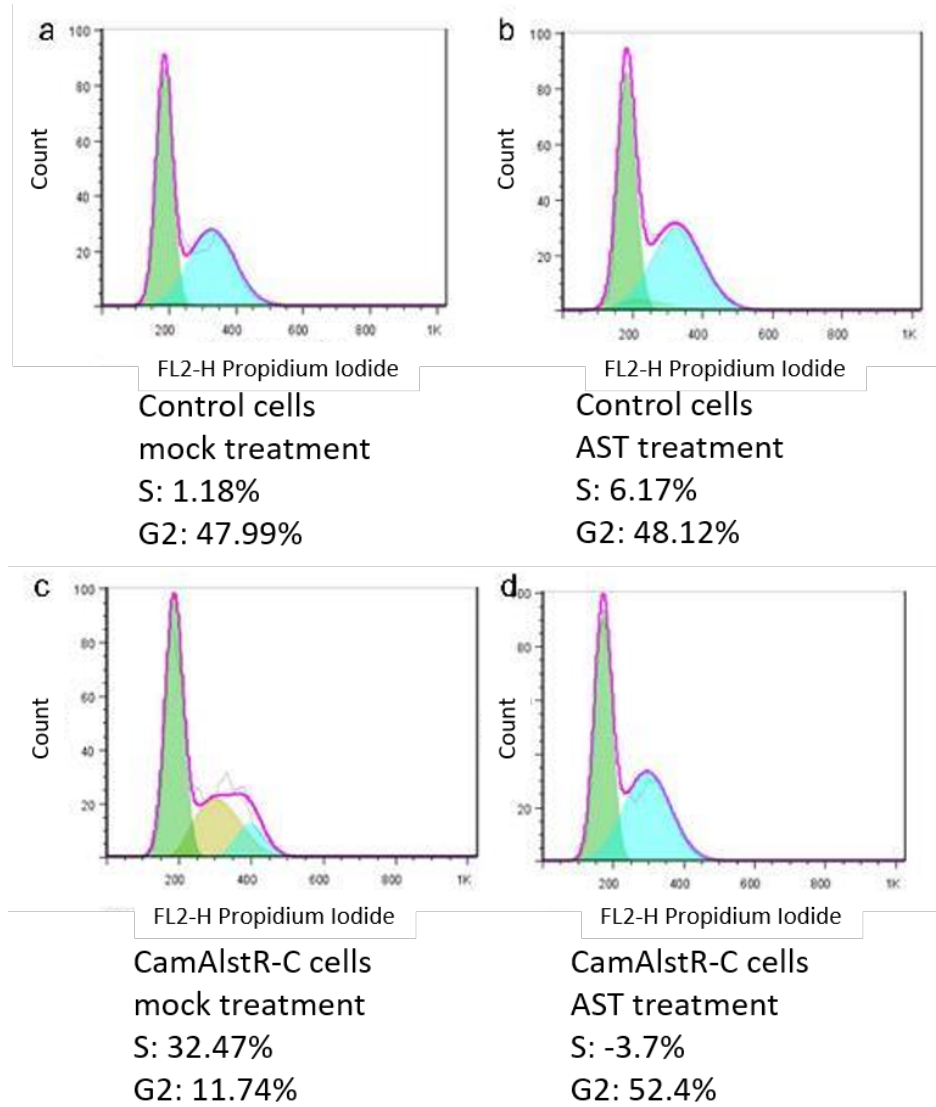 a
100
80
60
40
20
200 400 600 800 1K
Count
FL2-H Propidium Iodide
Control cells
mock treatment
S: 1.18%
G2: 47.99%
b
100
80
60
40
20
200 400 600 800 1K
Count
FL2-H Propidium Iodide
Control cells
AST treatment
S: 6.17%
G2: 48.12%
c
100
80
60
40
20
200 400 600 800 1K
Count
FL2-H Propidium Iodide
CamAlstR-C cells
mock treatment
S: 32.47%
G2: 11.74%
d
80
20
200 400 600 800 1K
Count
FL2-H Propidium Iodide
CamAlstR-C cells
AST treatment
S: -3.7%
G2: 52.4%